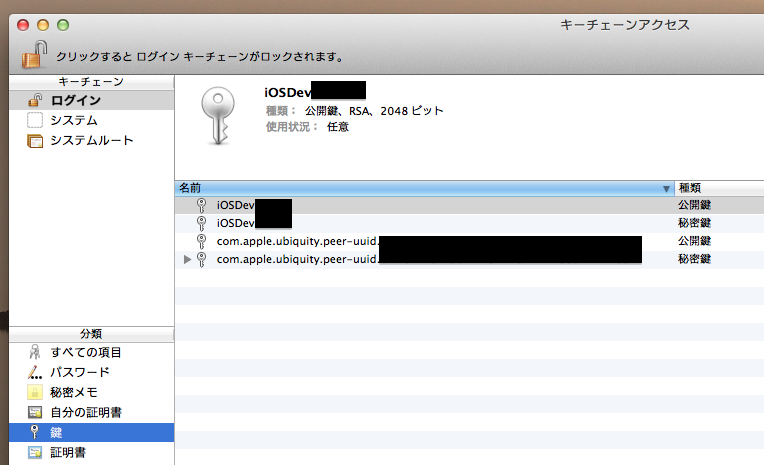 キーチェーンアクセス
クリックすると ログイン キーチェーンがロックされます。
キーチェーン
ログイン
システム
システムルート
iOSDev
種類： 公開鍵、RSA、2048 ビット
使用状況： 任意
名前 種類
iOSDev 公開鍵
iOSDev 秘密鍵
com.apple.ubiquity.peer-uuid. 公開鍵
com.apple.ubiquity.peer-uuid. 秘密鍵
分類
すべての項目
パスワード
秘密メモ
自分の証明書
鍵
証明書